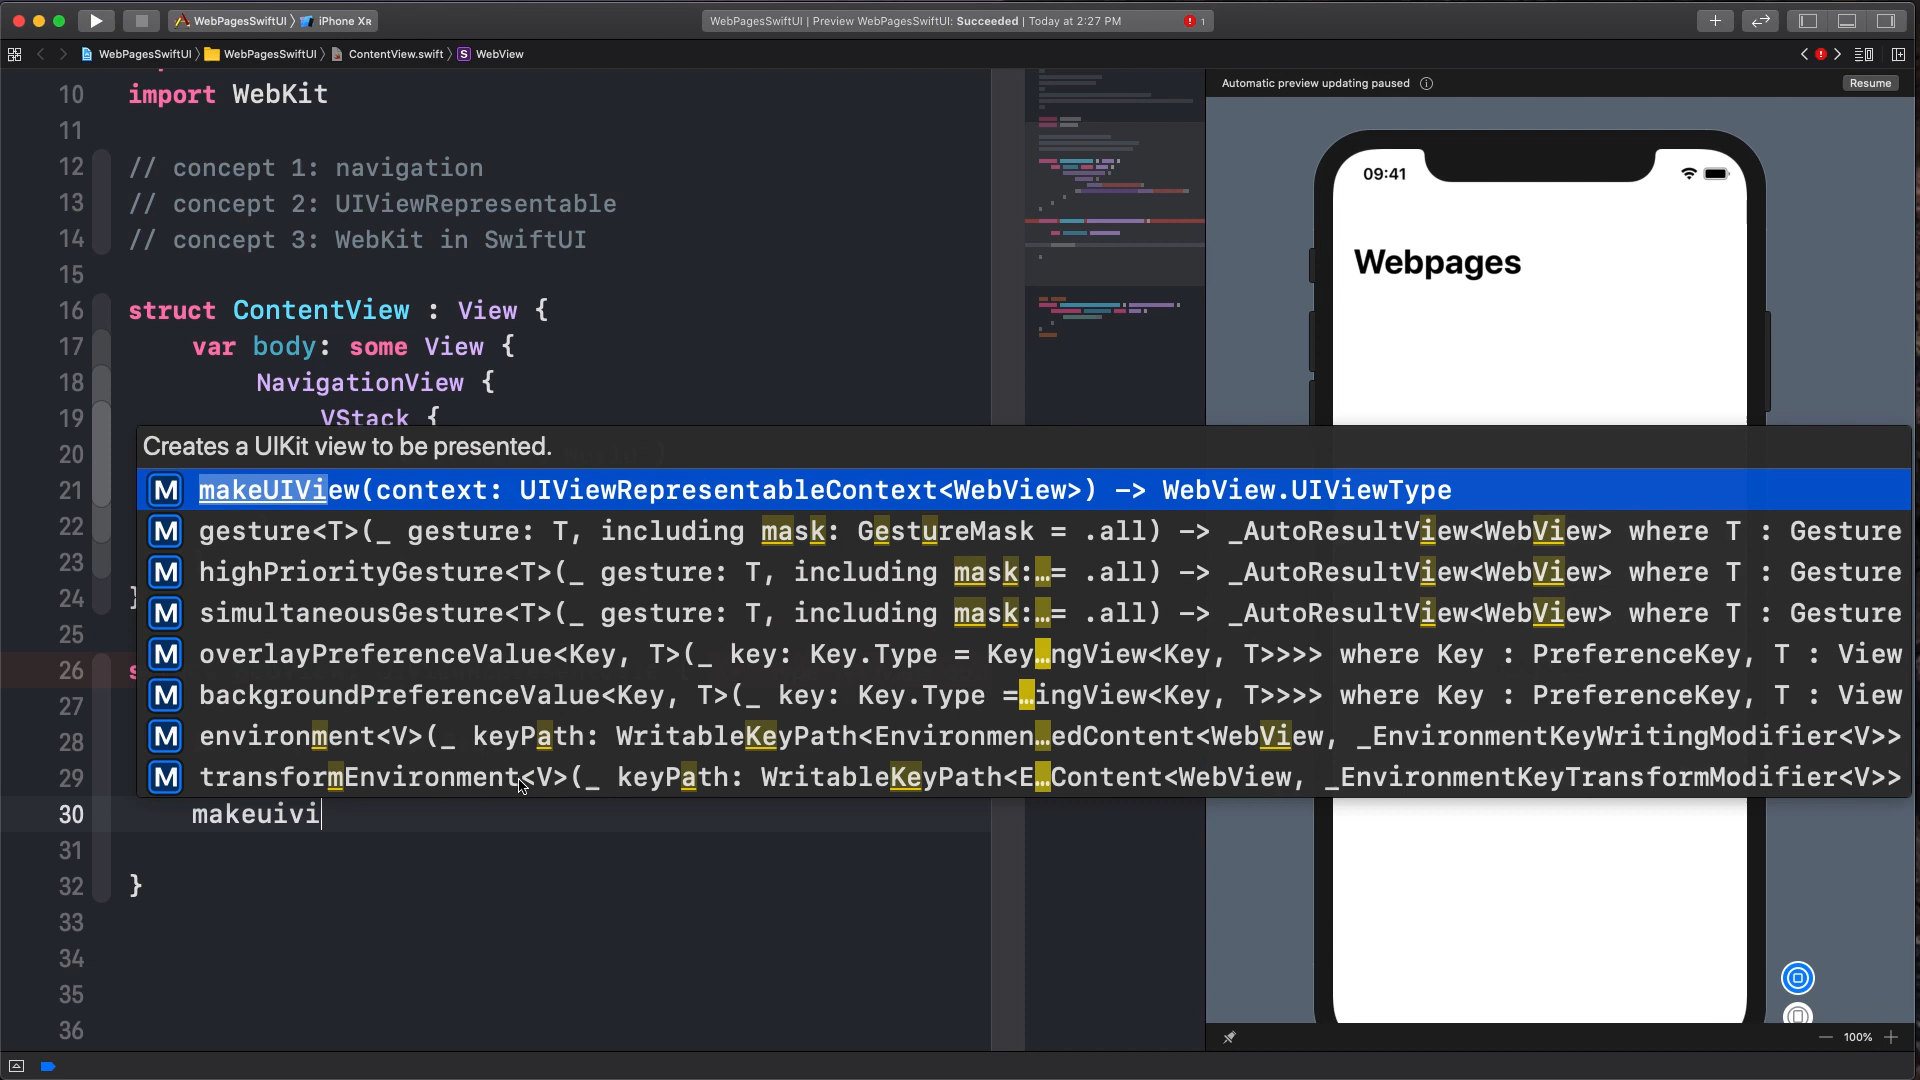 WebPagesSwiftUI 〉 iPhone XR
WebPagesSwiftUI | Preview WebPagesSwiftUI: Succeeded | Today at 2:27 PM
1
WebPagesSwiftUI 〉 WebPagesSwiftUI 〉 ContentView.swift 〉 S WebView
Automatic preview updating paused
Resume
10 import WebKit
11
12 // concept 1: navigation
13 // concept 2: UIViewRepresentable
14 // concept 3: WebKit in SwiftUI
15
16 struct ContentView : View {
17 var body: some View {
18 NavigationView {
19 VStack {
20
21
22
23
24 }
25
26 s
27
28
29
Creates a UIKit view to be presented.
M makeUIView(context: UIViewRepresentableContext<WebView>) -> WebView.UIViewType
M gesture<T>(_ gesture: T, including mask: GestureMask = .all) -> _AutoResultView<WebView> where T : Gesture
M highPriorityGesture<T>(_ gesture: T, including mask:…= .all) -> _AutoResultView<WebView> where T : Gesture
M simultaneousGesture<T>(_ gesture: T, including mask:…= .all) -> _AutoResultView<WebView> where T : Gesture
M overlayPreferenceValue<Key, T>(_ key: Key.Type = Key…ngView<Key, T>>>> where Key : PreferenceKey, T : View
M backgroundPreferenceValue<Key, T>(_ key: Key.Type =…ingView<Key, T>>>> where Key : PreferenceKey, T : View
M environment<V>(_ keyPath: WritableKeyPath<Environmen…edContent<WebView, _EnvironmentKeyWritingModifier<V>>
M transformEnvironment<V>(_ keyPath: WritableKeyPath<E…Content<WebView, _EnvironmentKeyTransformModifier<V>>
30 makeuivi
31
32 }
33
34
35
36
09:41
Webpages
100%